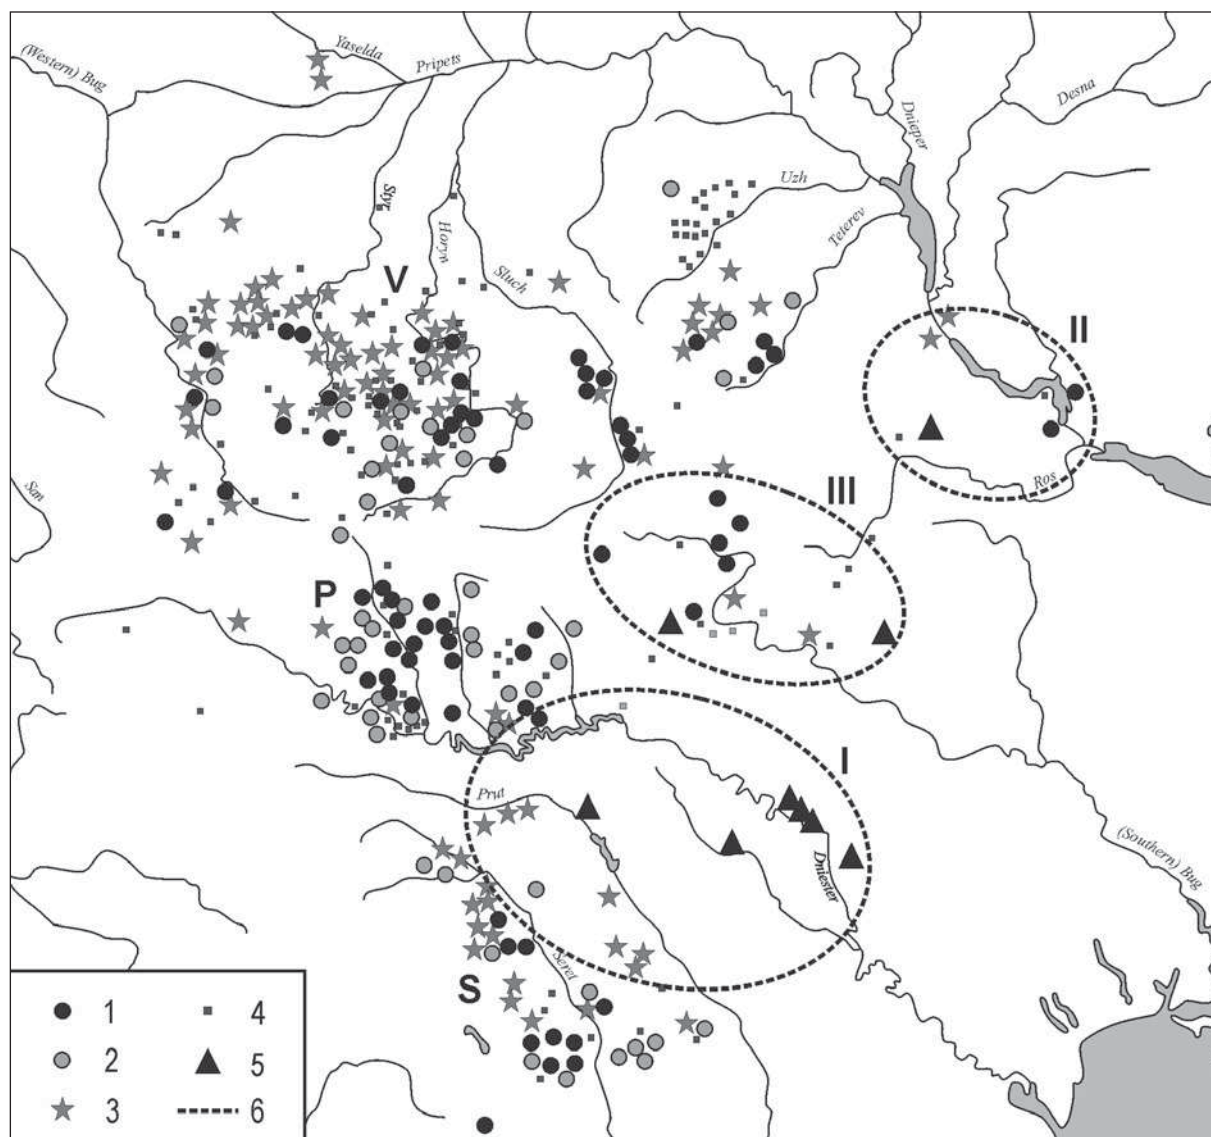 (Western) Bug
Yaselda
Pripets
Desna
Dnieper
Uzh
Styr
Teterev
Horyn
Sluch
V
II
San
III
Ros
P
I
Prut
Dniester
(Southern) Bug
Seret
S
1 4
2 5
3 6